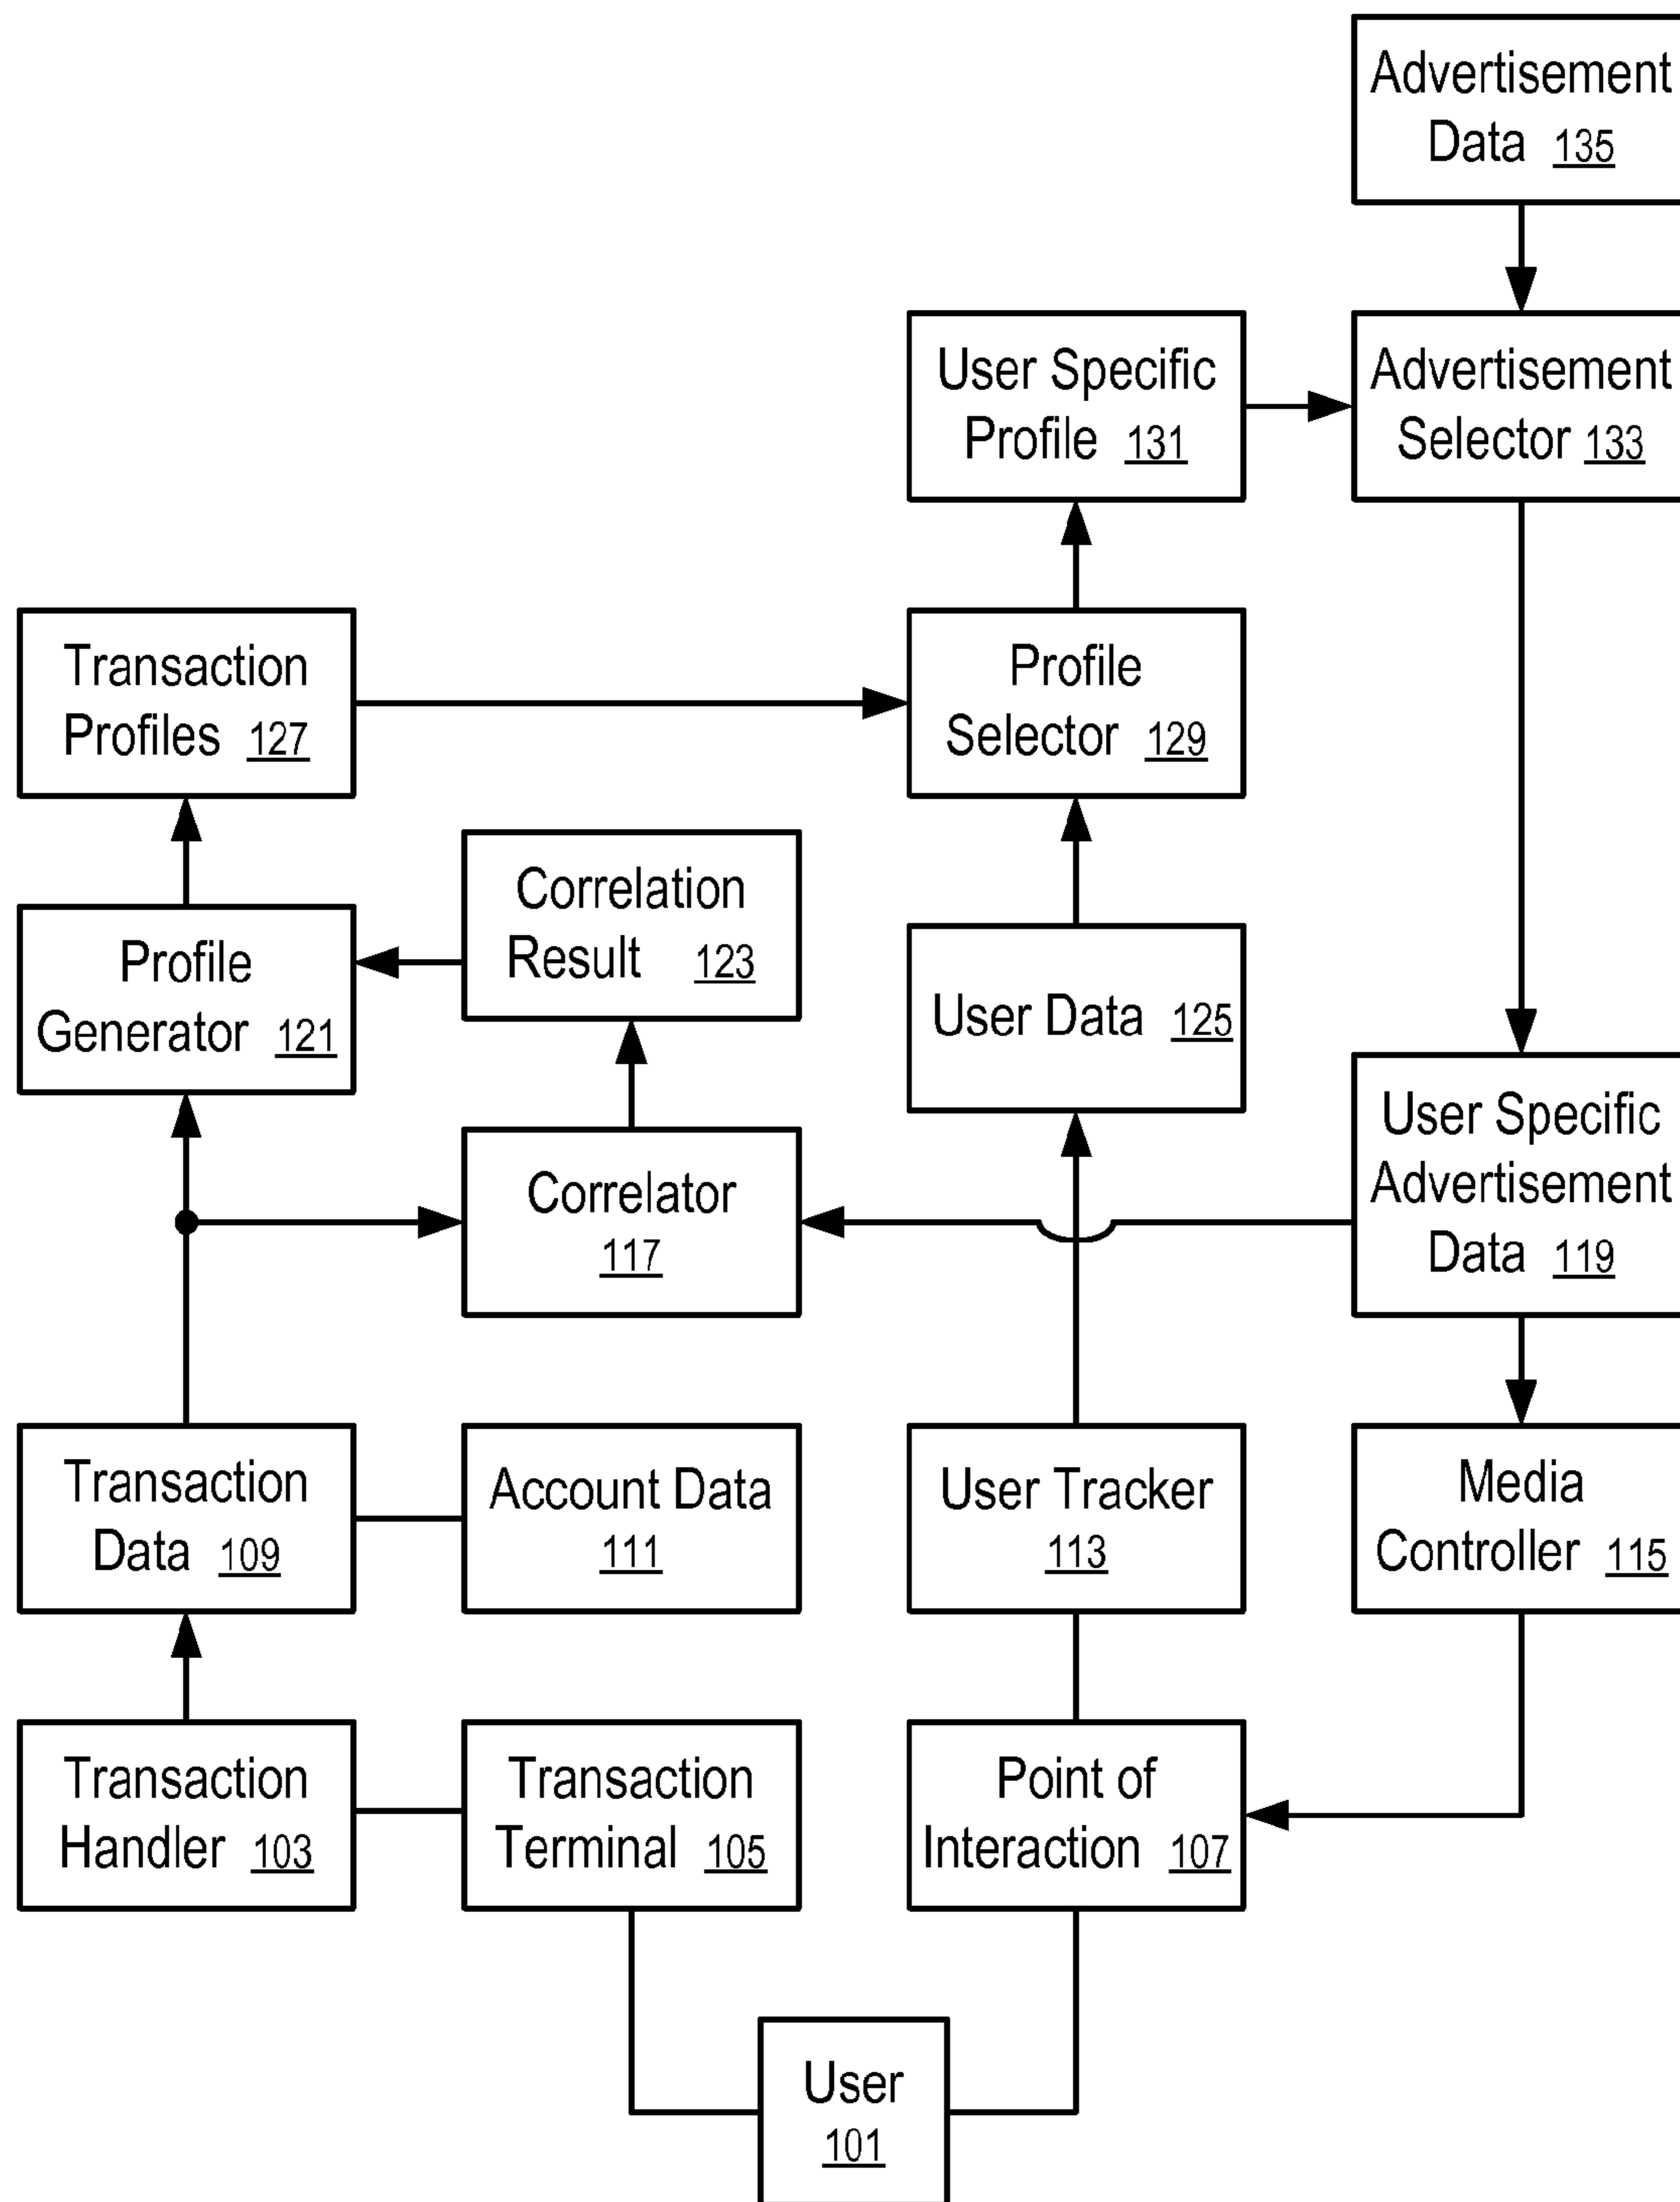 Advertisement
Data 135
User Specific
Profile 131
Advertisement
Selector 133
Transaction
Profiles 127
Profile
Selector 129
Correlation
Result 123
Profile
Generator 121
User Data 125
User Specific
Advertisement
Data 119
Correlator
117
Transaction
Data 109
Account Data
111
User Tracker
113
Media
Controller 115
Transaction
Handler 103
Transaction
Terminal 105
Point of
Interaction 107
User
101